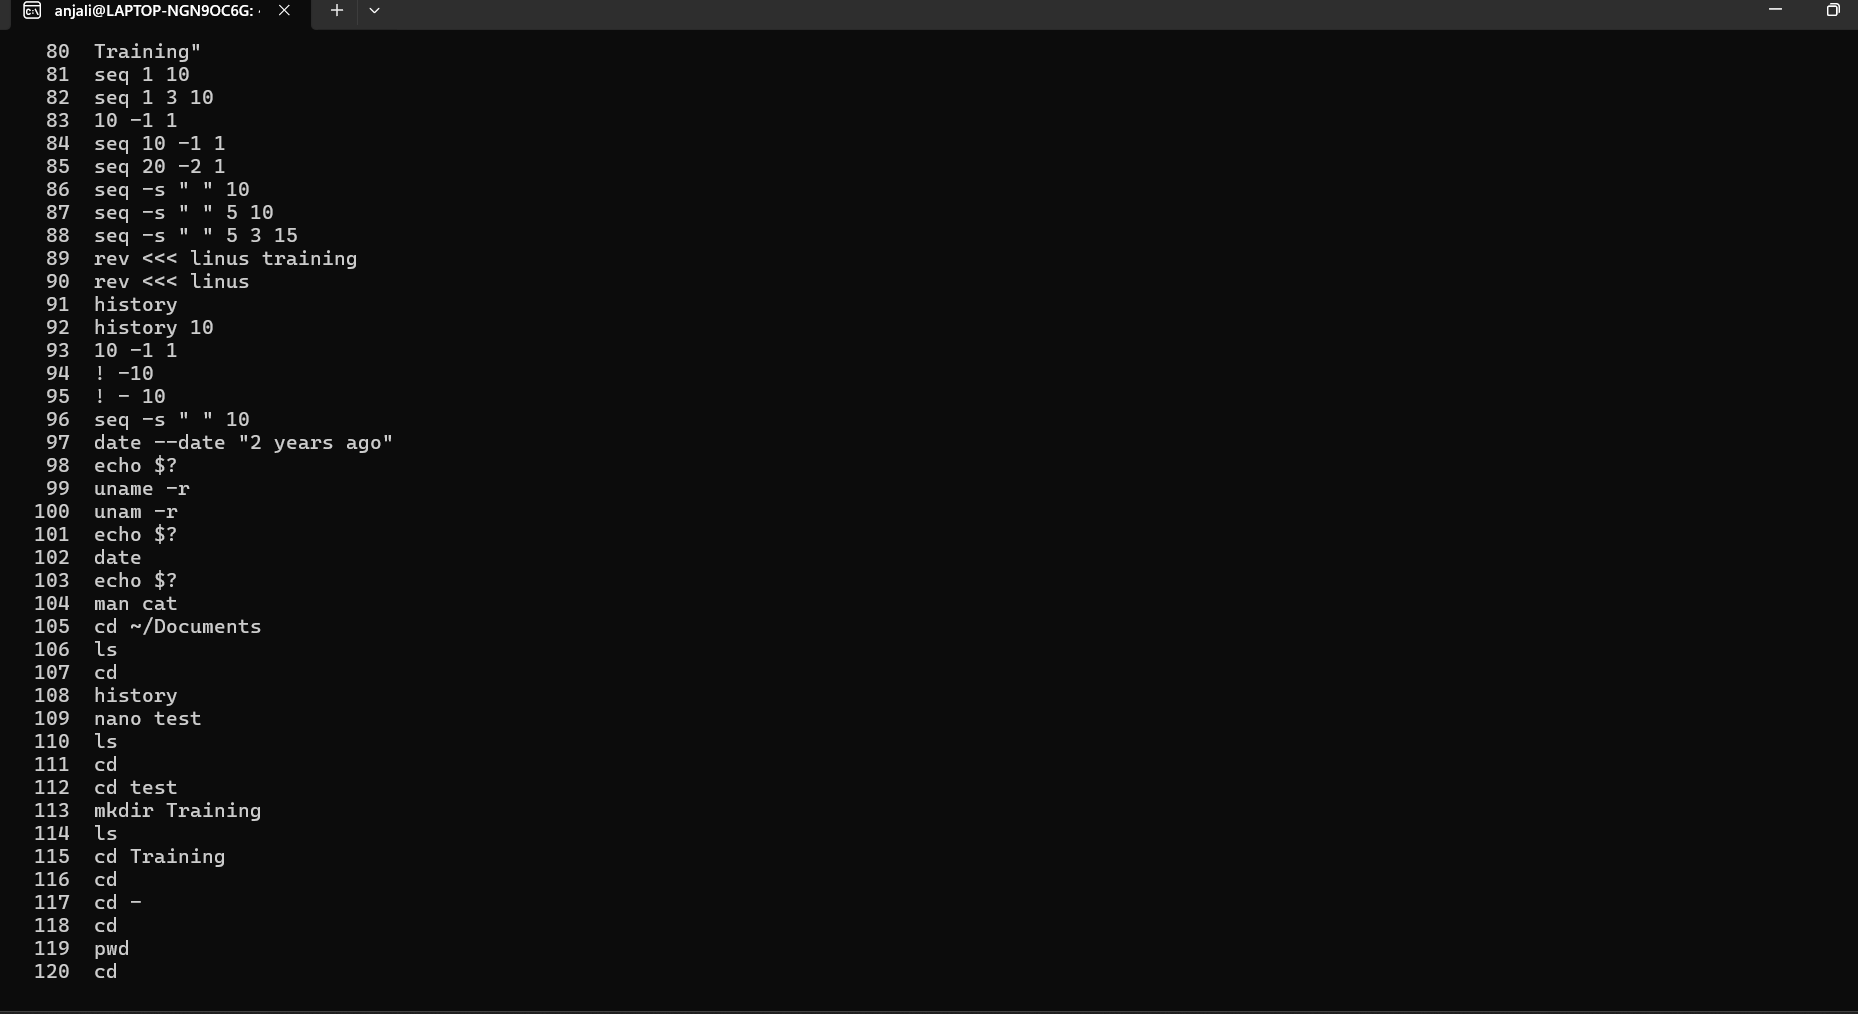 anjali@LAPTOP-NGN9OC6G:
80 Training"
81 seq 1 10
82 seq 1 3 10
83 10 -1 1
84 seq 10 -1 1
85 seq 20 -2 1
86 seq -s " " 10
87 seq -s " " 5 10
88 seq -s " " 5 3 15
89 rev <<< linus training
90 rev <<< linus
91 history
92 history 10
93 10 -1 1
94 ! -10
95 ! - 10
96 seq -s " " 10
97 date --date "2 years ago"
98 echo $?
99 uname -r
100 unam -r
101 echo $?
102 date
103 echo $?
104 man cat
105 cd ~/Documents
106 ls
107 cd
108 history
109 nano test
110 ls
111 cd
112 cd test
113 mkdir Training
114 ls
115 cd Training
116 cd
117 cd -
118 cd
119 pwd
120 cd